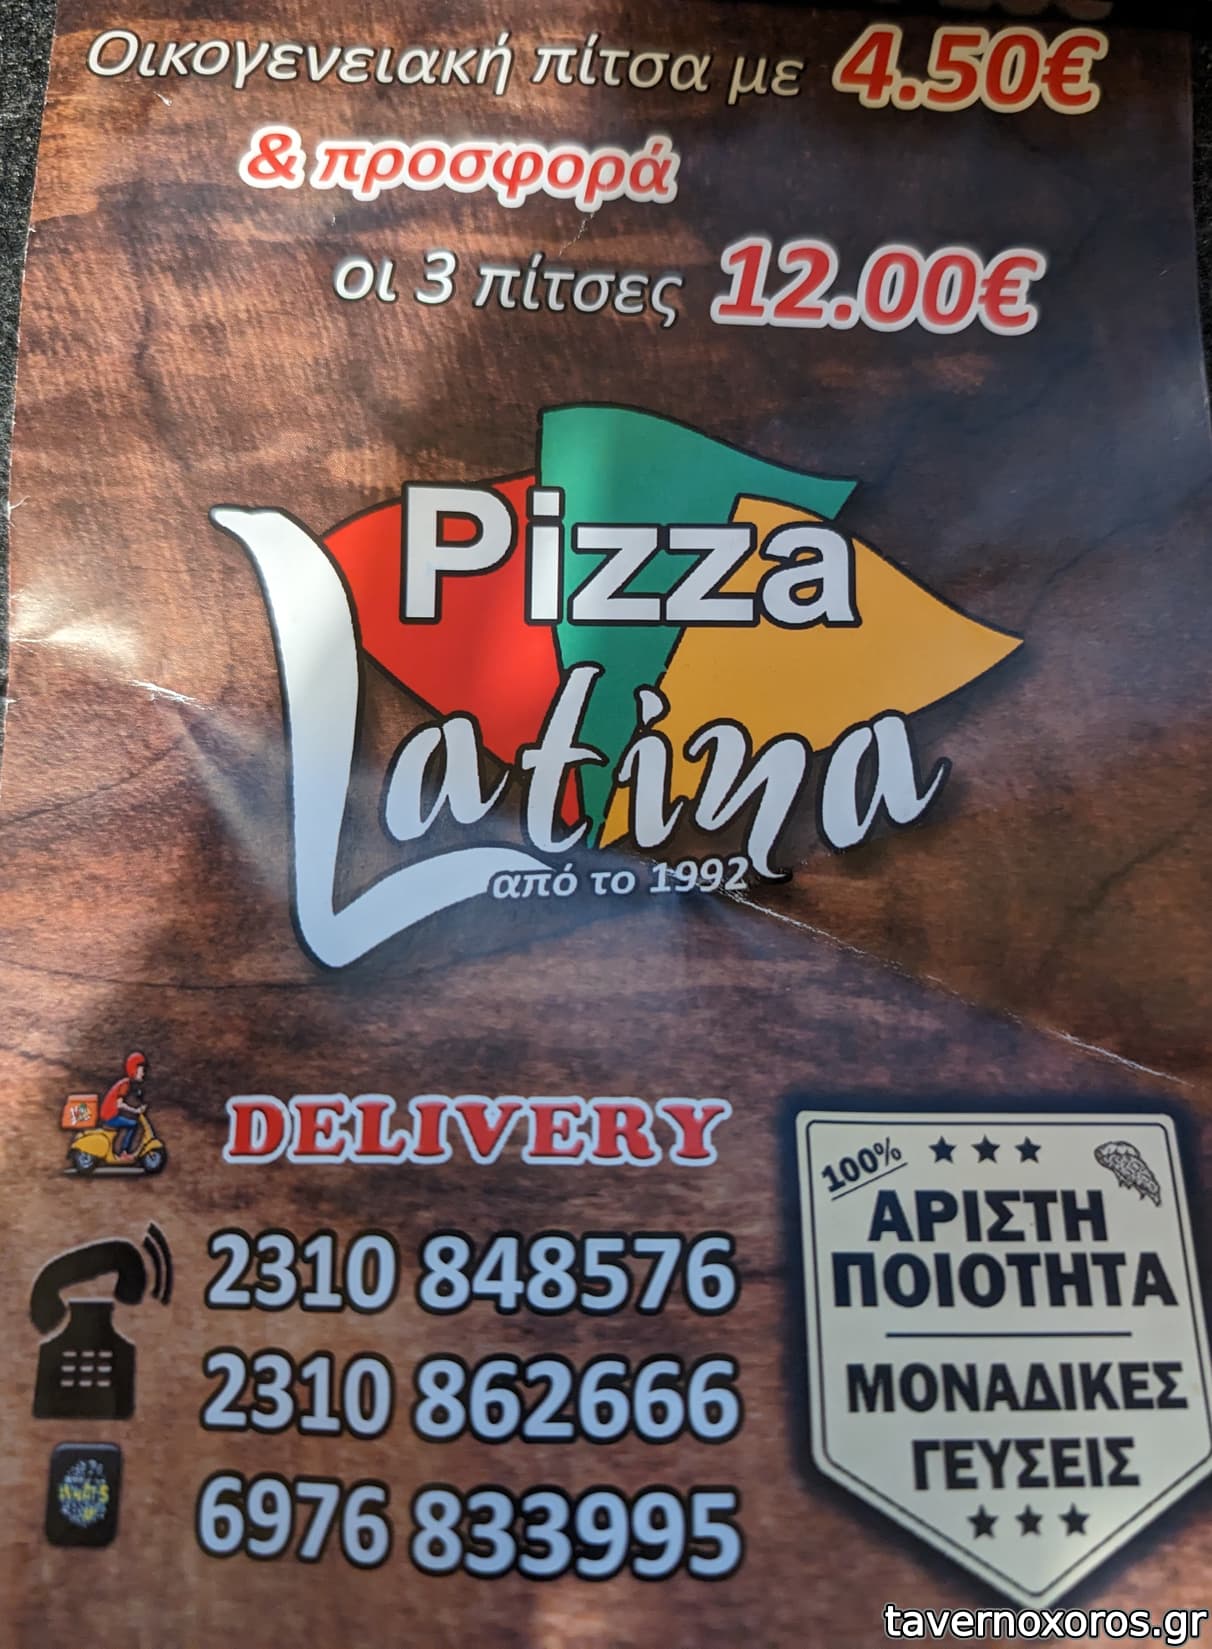 Οικογενειακή πίτσα με 4.50€
& προσφορά
οι 3 πίτσες 12.00€
Pizza
Latina
από το 1992
DELIVERY
2310 848576
2310 862666
6976 833995
100%
ΑΡΙΣΤΗ
ΠΟΙΟΤΗΤΑ
ΜΟΝΑΔΙΚΕΣ
ΓΕΥΣΕΙΣ
tavernoxoros.gr